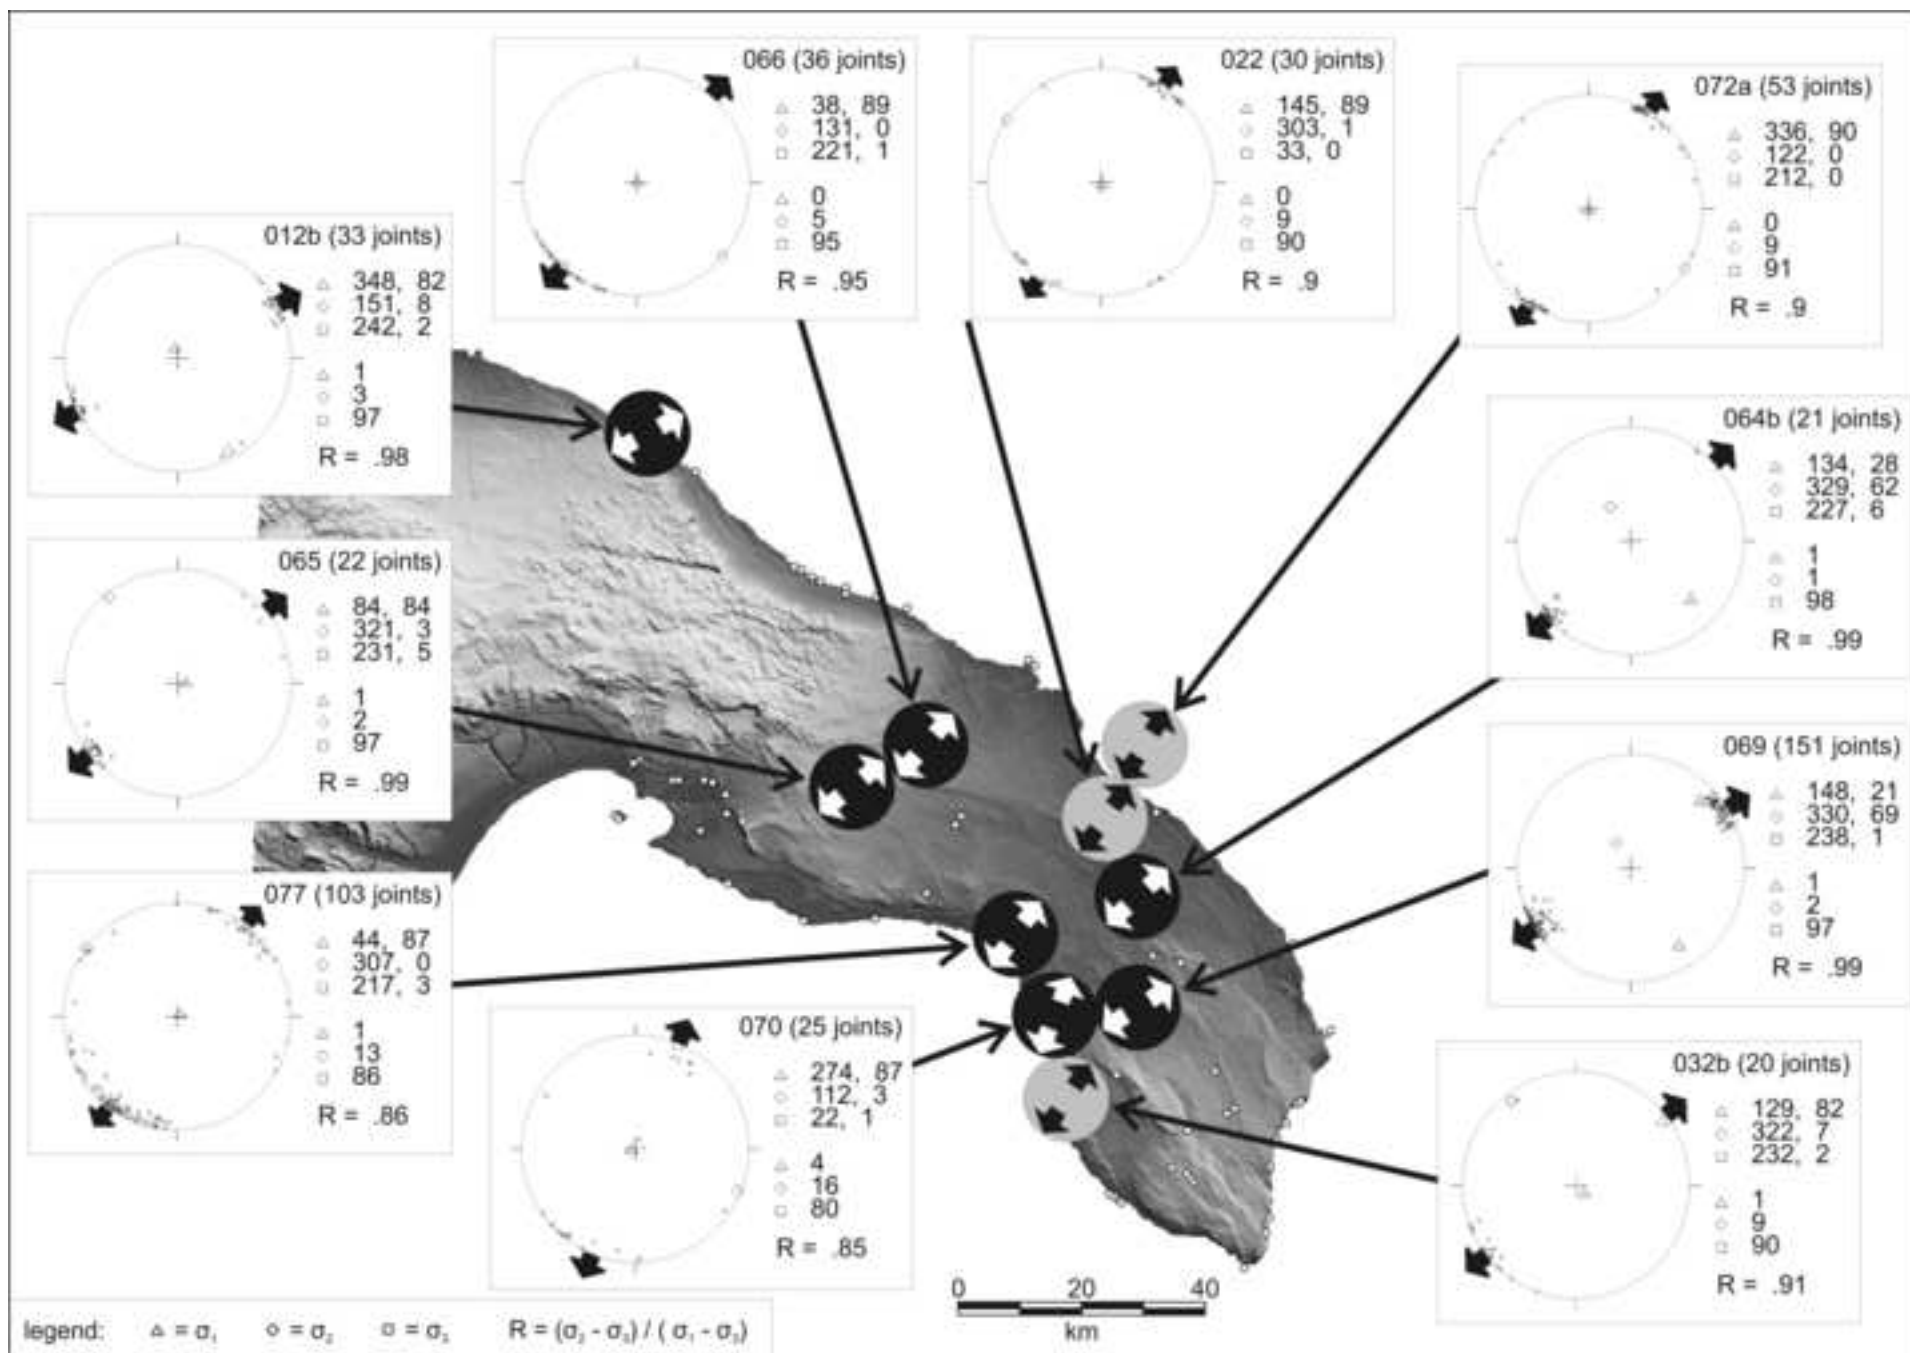 066 (36 joints)
△ 38, 89
◇ 131, 0
□ 221, 1
△ 0
◇ 5
□ 95
R = .95
022 (30 joints)
△ 145, 89
◇ 303, 1
□ 33, 0
△ 0
◇ 9
□ 90
R = .9
072a (53 joints)
△ 336, 90
◇ 122, 0
□ 212, 0
△ 0
◇ 9
□ 91
R = .9
012b (33 joints)
△ 348, 82
◇ 151, 8
□ 242, 2
△ 1
◇ 3
□ 97
R = .98
064b (21 joints)
△ 134, 28
◇ 329, 62
□ 227, 6
△ 1
◇ 1
□ 98
R = .99
065 (22 joints)
△ 84, 84
◇ 321, 3
□ 231, 5
△ 1
◇ 2
□ 97
R = .99
069 (151 joints)
△ 148, 21
◇ 330, 69
□ 238, 1
△ 1
◇ 2
□ 97
R = .99
077 (103 joints)
△ 44, 87
◇ 307, 0
□ 217, 3
△ 1
◇ 13
□ 86
R = .86
070 (25 joints)
△ 274, 87
◇ 112, 3
□ 22, 1
△ 4
◇ 16
□ 80
R = .85
032b (20 joints)
△ 129, 82
◇ 322, 7
□ 232, 2
△ 1
◇ 9
□ 90
R = .91
0 20 40
km
legend: △ = σ₁ ◇ = σ₂ □ = σ₃ R = (σ₂ - σ₃) / (σ₁ - σ₃)